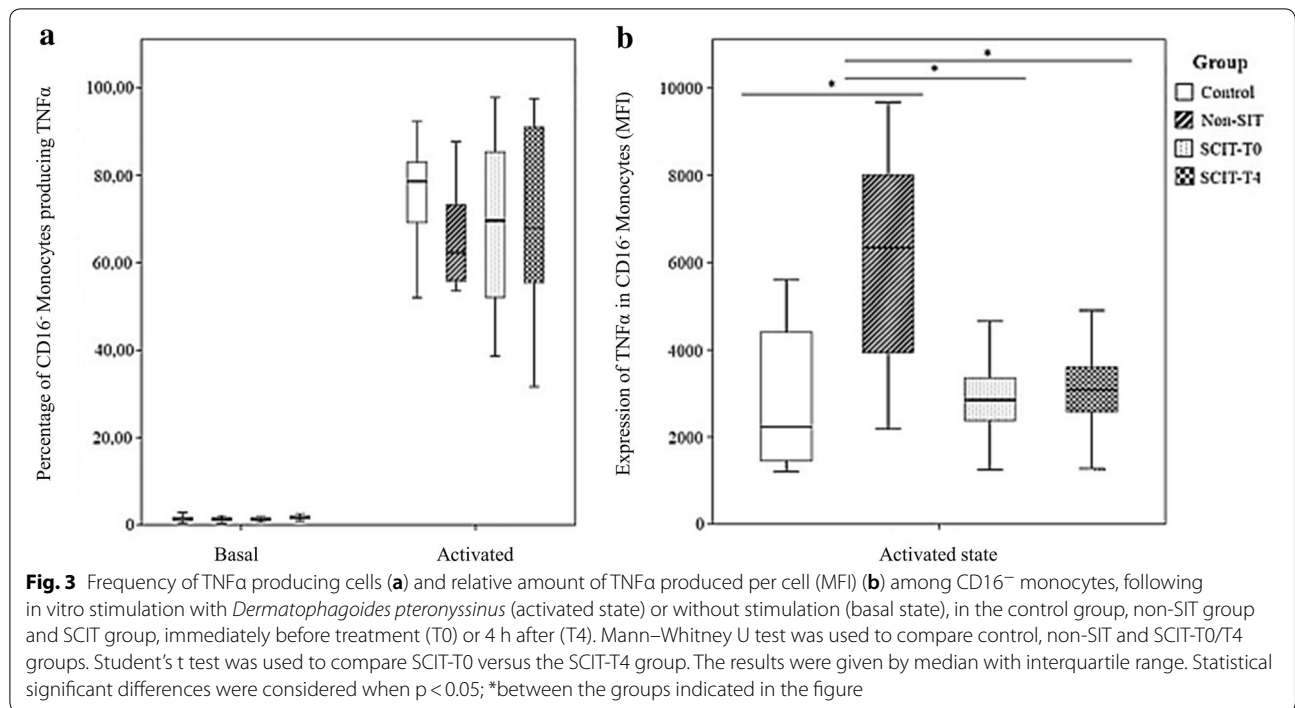 a
b
Percentage of CD16- Monocytes producing TNFα
100,00
80,00
60,00
40,00
20,00
0
Basal
Activated
Expression of TNFα in CD16- Monocytes (MFI)
10000
8000
6000
4000
2000
0
*
*
*
Activated state
Group
Control
Non-SIT
SCIT-T0
SCIT-T4
Fig. 3 Frequency of TNFα producing cells (a) and relative amount of TNFα produced per cell (MFI) (b) among CD16− monocytes, following
in vitro stimulation with Dermatophagoides pteronyssinus (activated state) or without stimulation (basal state), in the control group, non-SIT group
and SCIT group, immediately before treatment (T0) or 4 h after (T4). Mann–Whitney U test was used to compare control, non-SIT and SCIT-T0/T4
groups. Student’s t test was used to compare SCIT-T0 versus the SCIT-T4 group. The results were given by median with interquartile range. Statistical
significant differences were considered when p < 0.05; *between the groups indicated in the figure